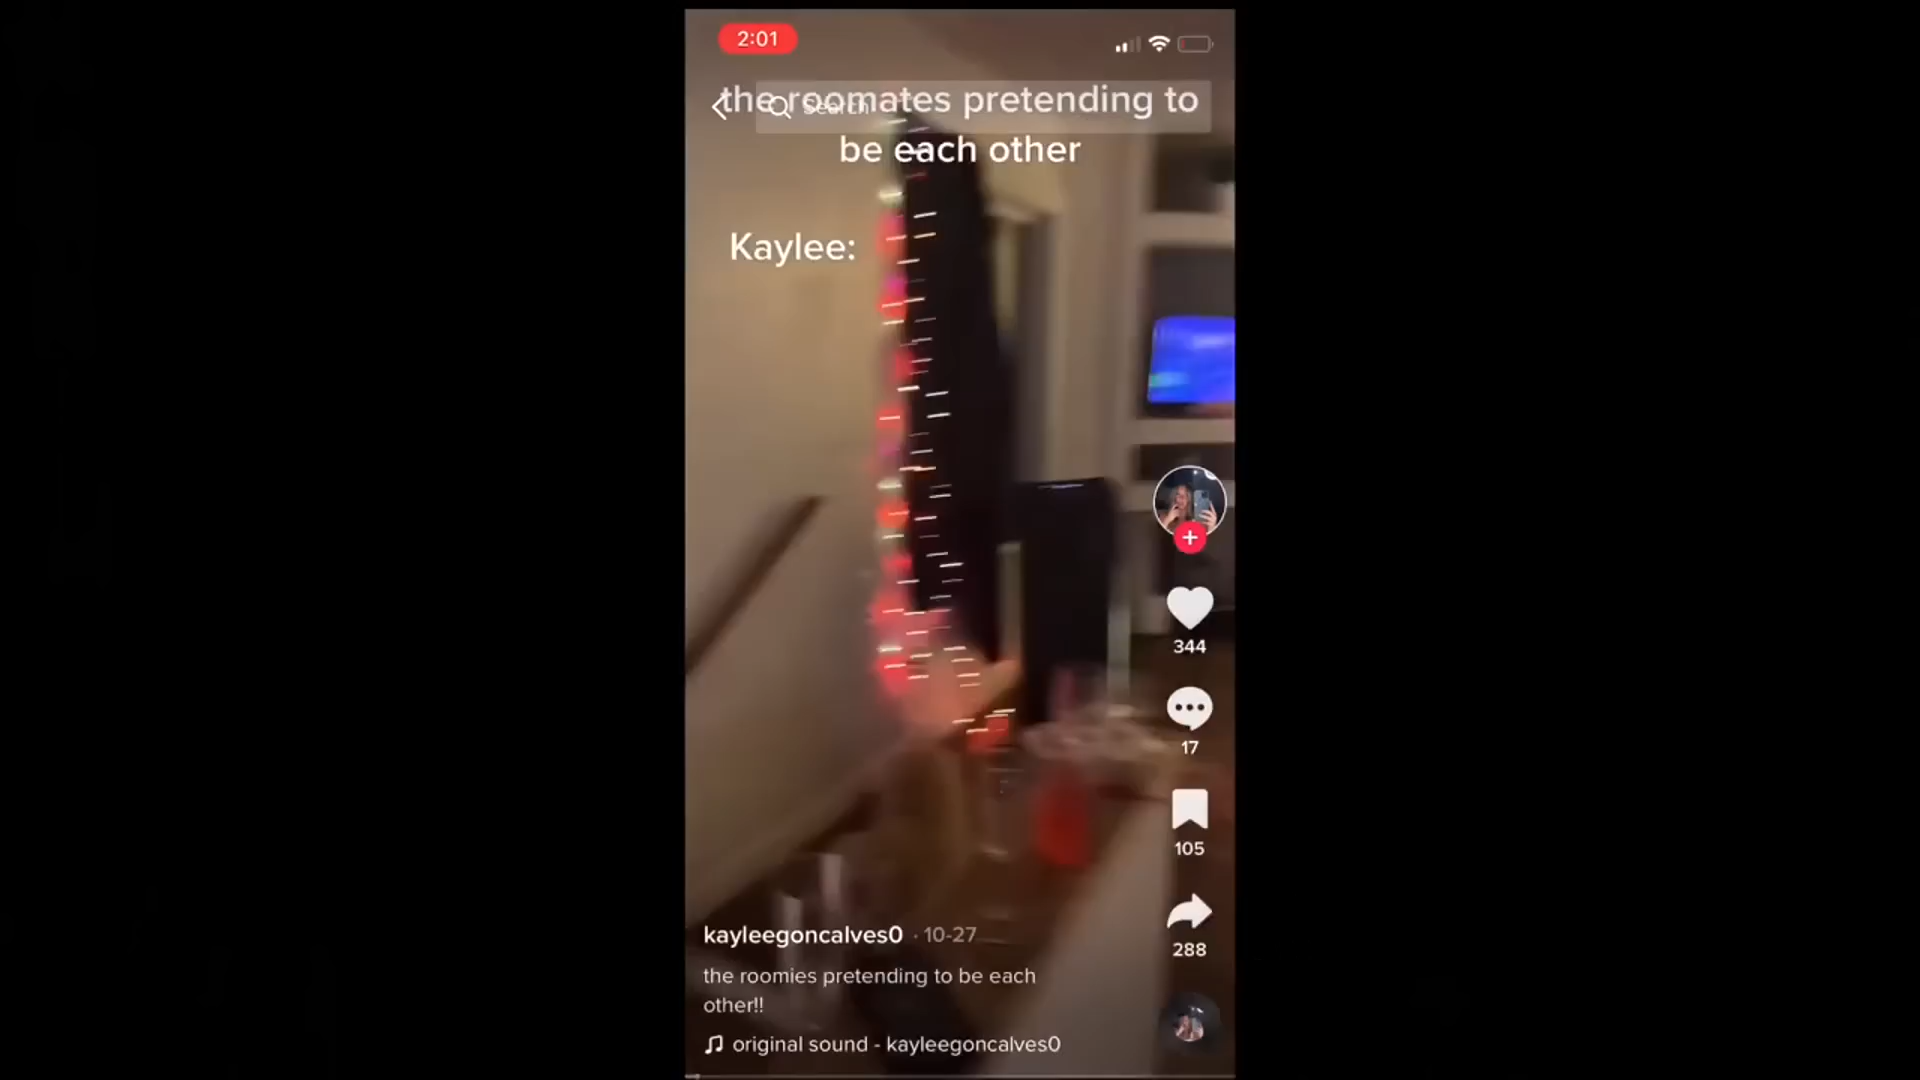 2:01
the roomates pretending to
Search
be each other
Kaylee:
344
17
105
288
kayleegoncalves0 · 10-27
the roomies pretending to be each
other!!
original sound - kayleegoncalves0